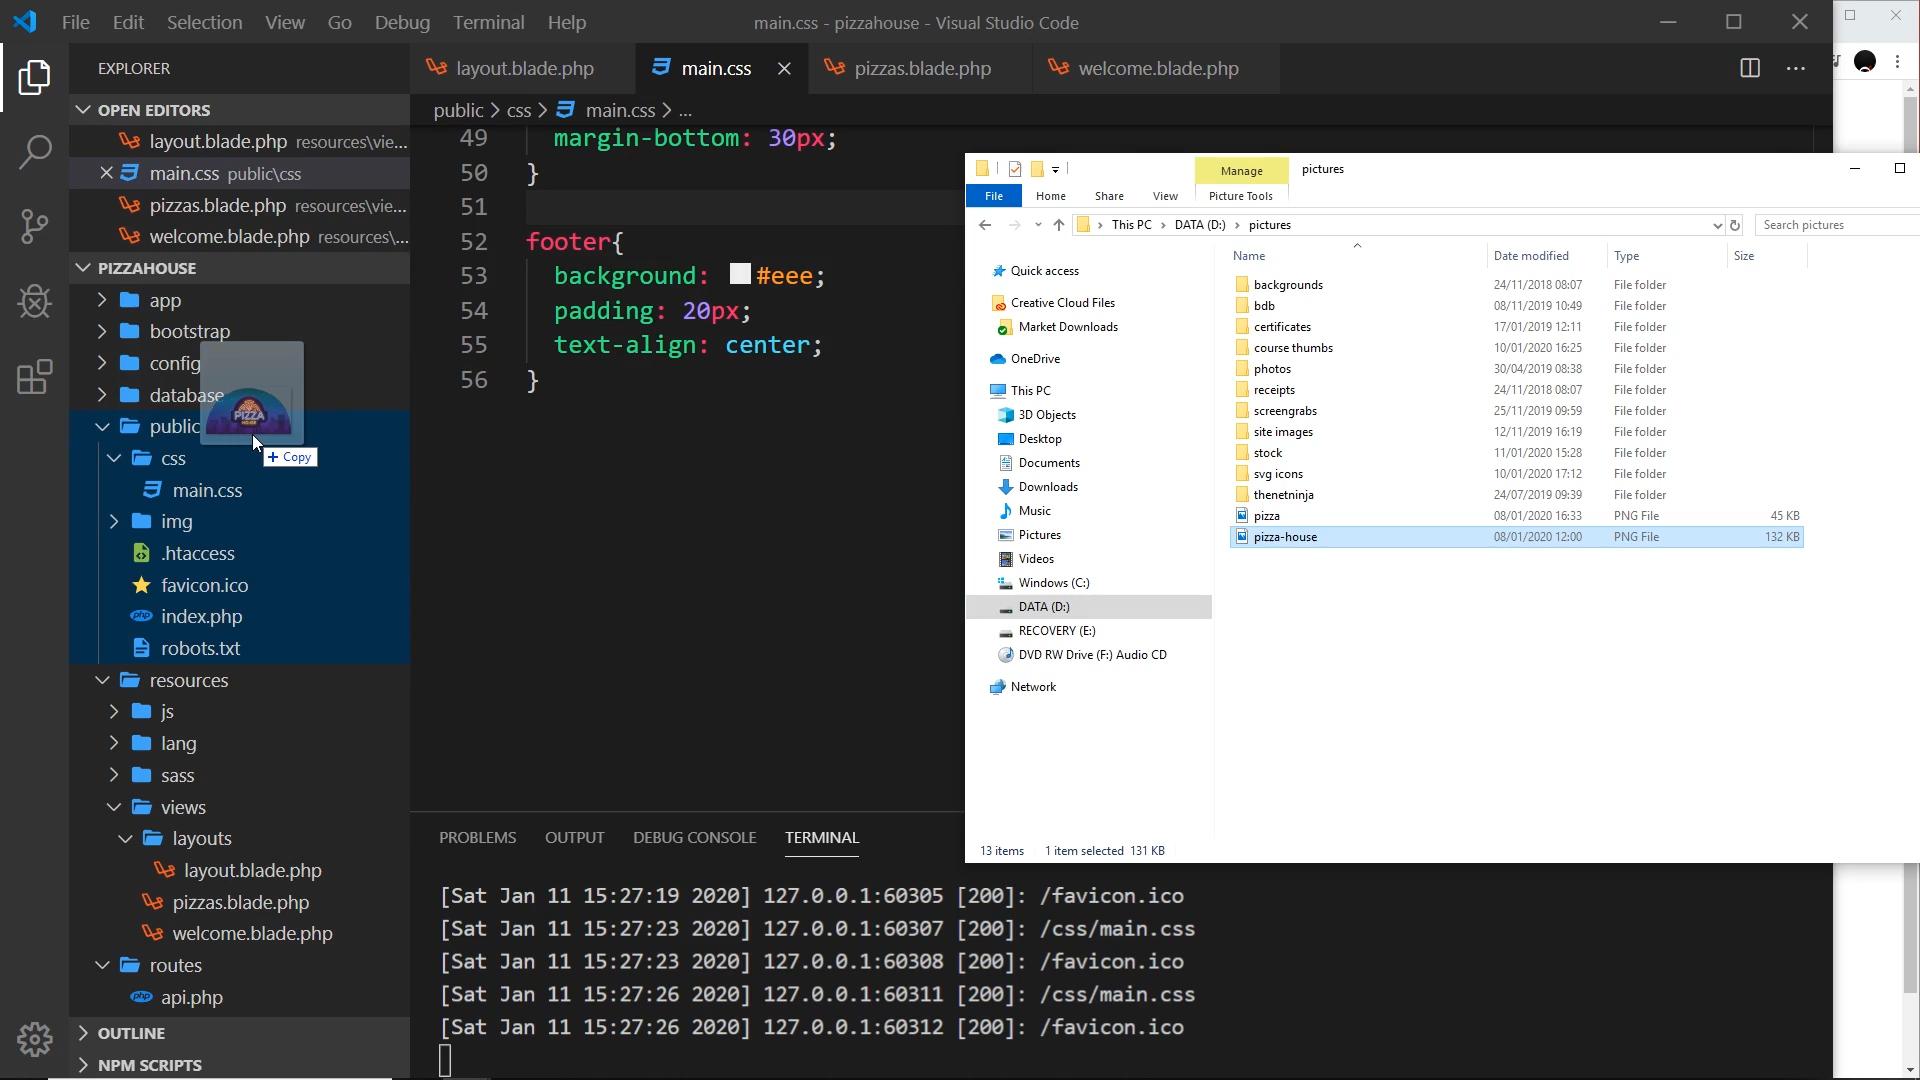 File Edit Selection View Go Debug Terminal Help
main.css - pizzahouse - Visual Studio Code
EXPLORER
OPEN EDITORS
layout.blade.php resources\vie...
main.css public\css
pizzas.blade.php resources\vie...
welcome.blade.php resources\...
PIZZAHOUSE
app
bootstrap
config
database
public
PIZZA
HOUSE
+ Copy
css
main.css
img
.htaccess
favicon.ico
index.php
robots.txt
resources
js
lang
sass
views
layouts
layout.blade.php
pizzas.blade.php
welcome.blade.php
routes
api.php
OUTLINE
NPM SCRIPTS
layout.blade.php main.css pizzas.blade.php welcome.blade.php
public > css > main.css > ...
49 margin-bottom: 30px;
50 }
51
52 footer{
53 background: #eee;
54 padding: 20px;
55 text-align: center;
56 }
PROBLEMS OUTPUT DEBUG CONSOLE TERMINAL
[Sat Jan 11 15:27:19 2020] 127.0.0.1:60305 [200]: /favicon.ico
[Sat Jan 11 15:27:23 2020] 127.0.0.1:60307 [200]: /css/main.css
[Sat Jan 11 15:27:23 2020] 127.0.0.1:60308 [200]: /favicon.ico
[Sat Jan 11 15:27:26 2020] 127.0.0.1:60311 [200]: /css/main.css
[Sat Jan 11 15:27:26 2020] 127.0.0.1:60312 [200]: /favicon.ico
Manage pictures
File Home Share View Picture Tools
This PC > DATA (D:) > pictures
Search pictures
Quick access
Creative Cloud Files
Market Downloads
OneDrive
This PC
3D Objects
Desktop
Documents
Downloads
Music
Pictures
Videos
Windows (C:)
DATA (D:)
RECOVERY (E:)
DVD RW Drive (F:) Audio CD
Network
Name Date modified Type Size
backgrounds 24/11/2018 08:07 File folder
bdb 08/11/2019 10:49 File folder
certificates 17/01/2019 12:11 File folder
course thumbs 10/01/2020 16:25 File folder
photos 30/04/2019 08:38 File folder
receipts 24/11/2018 08:07 File folder
screengrabs 25/11/2019 09:59 File folder
site images 12/11/2019 16:19 File folder
stock 11/01/2020 15:28 File folder
svg icons 10/01/2020 17:12 File folder
thenetninja 24/07/2019 09:39 File folder
pizza 08/01/2020 16:33 PNG File 45 KB
pizza-house 08/01/2020 12:00 PNG File 132 KB
13 items 1 item selected 131 KB